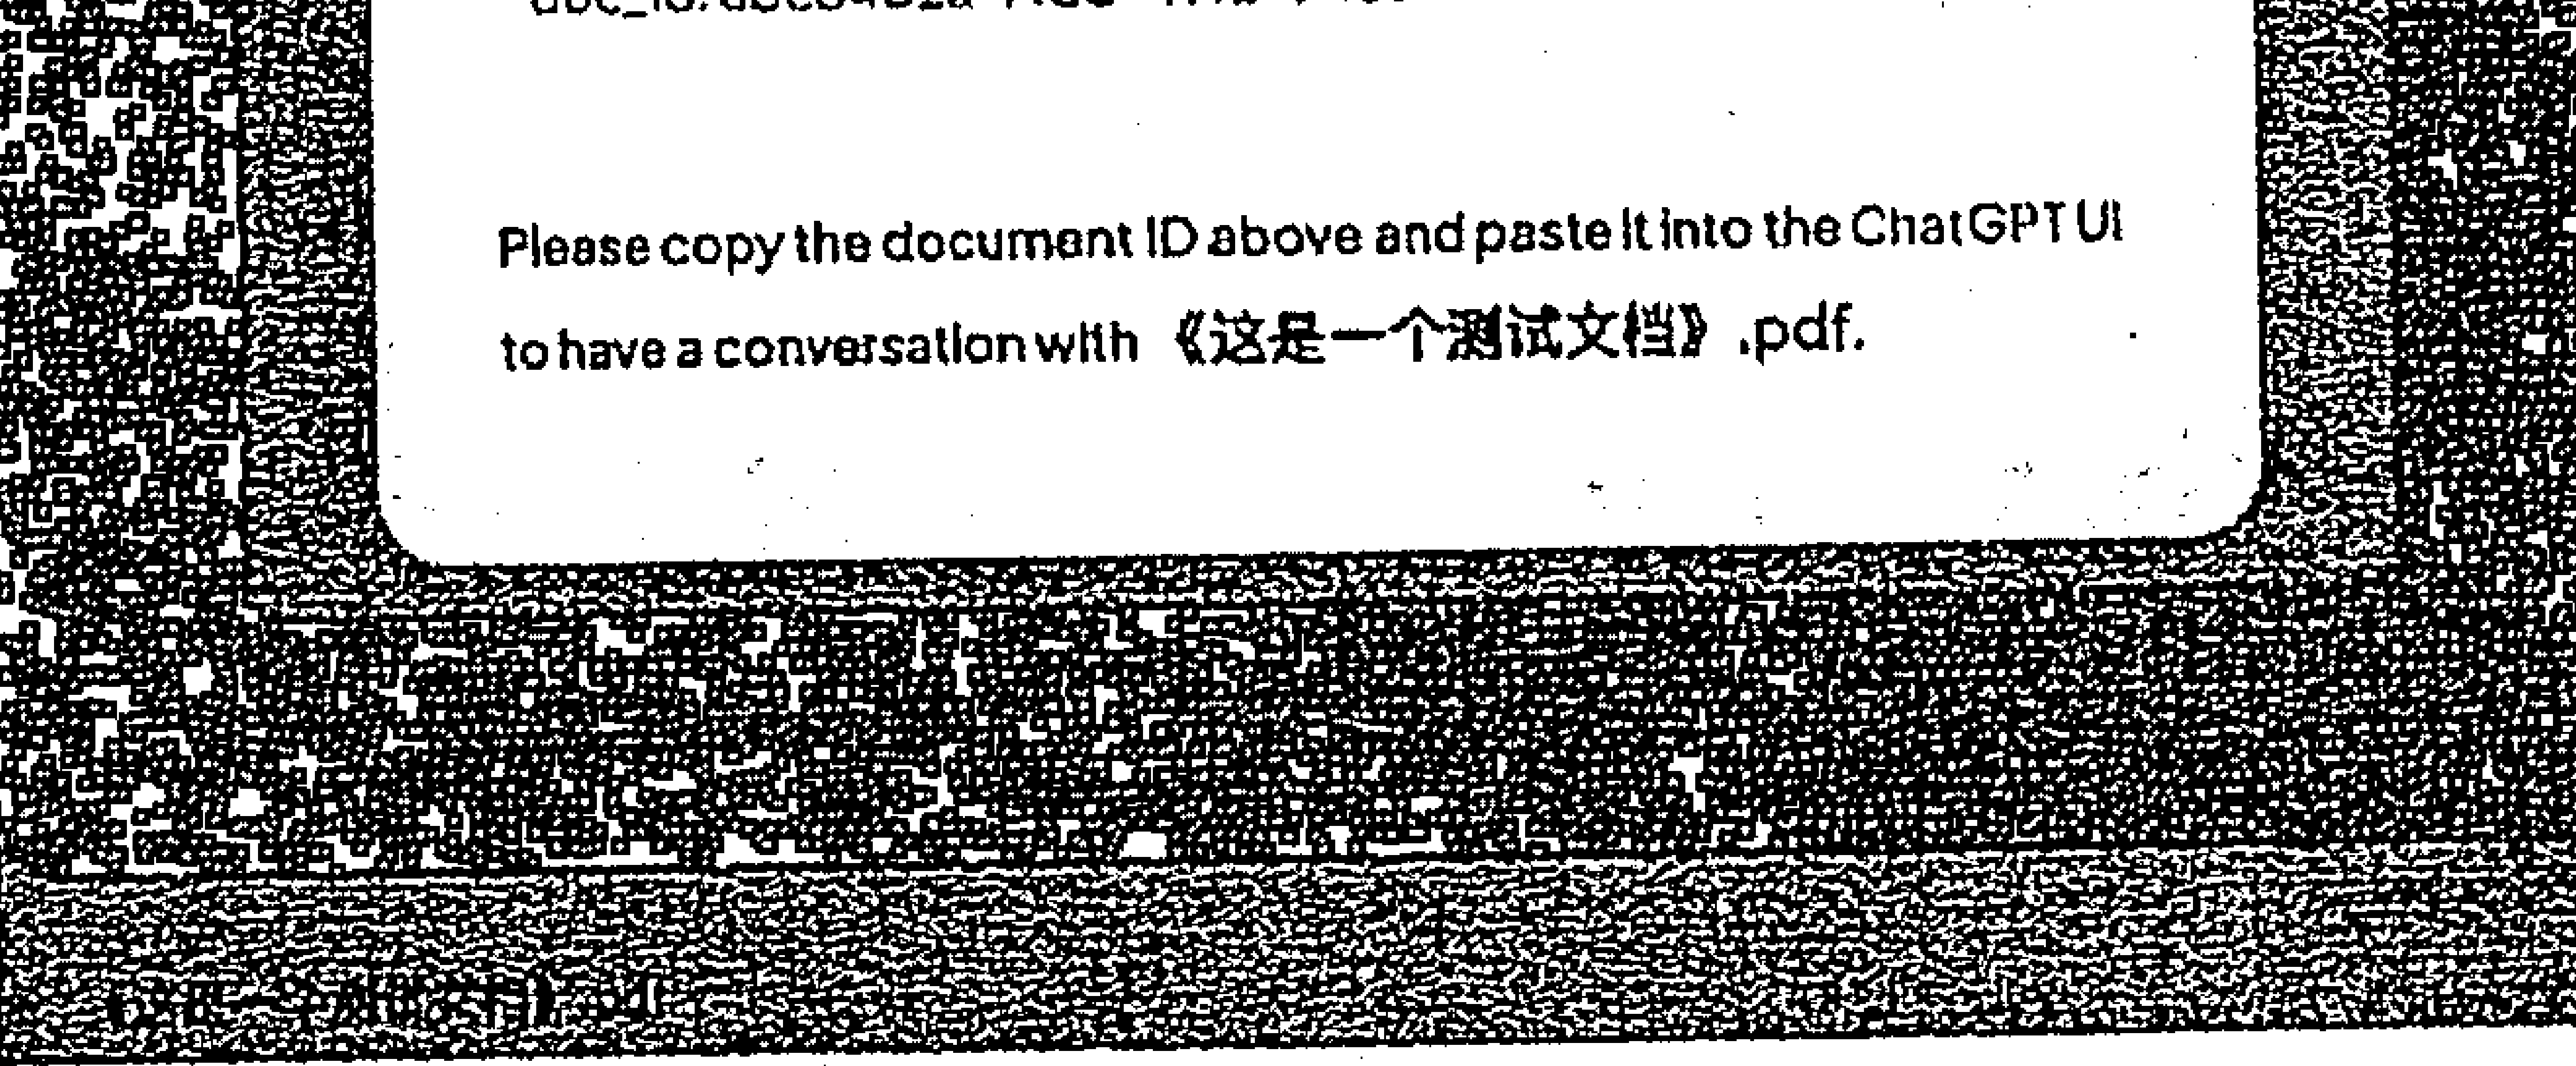 Please copy the document ID above and paste it into the ChatGPT UI
to have a conversation with 《这是一个测试文档》.pdf.